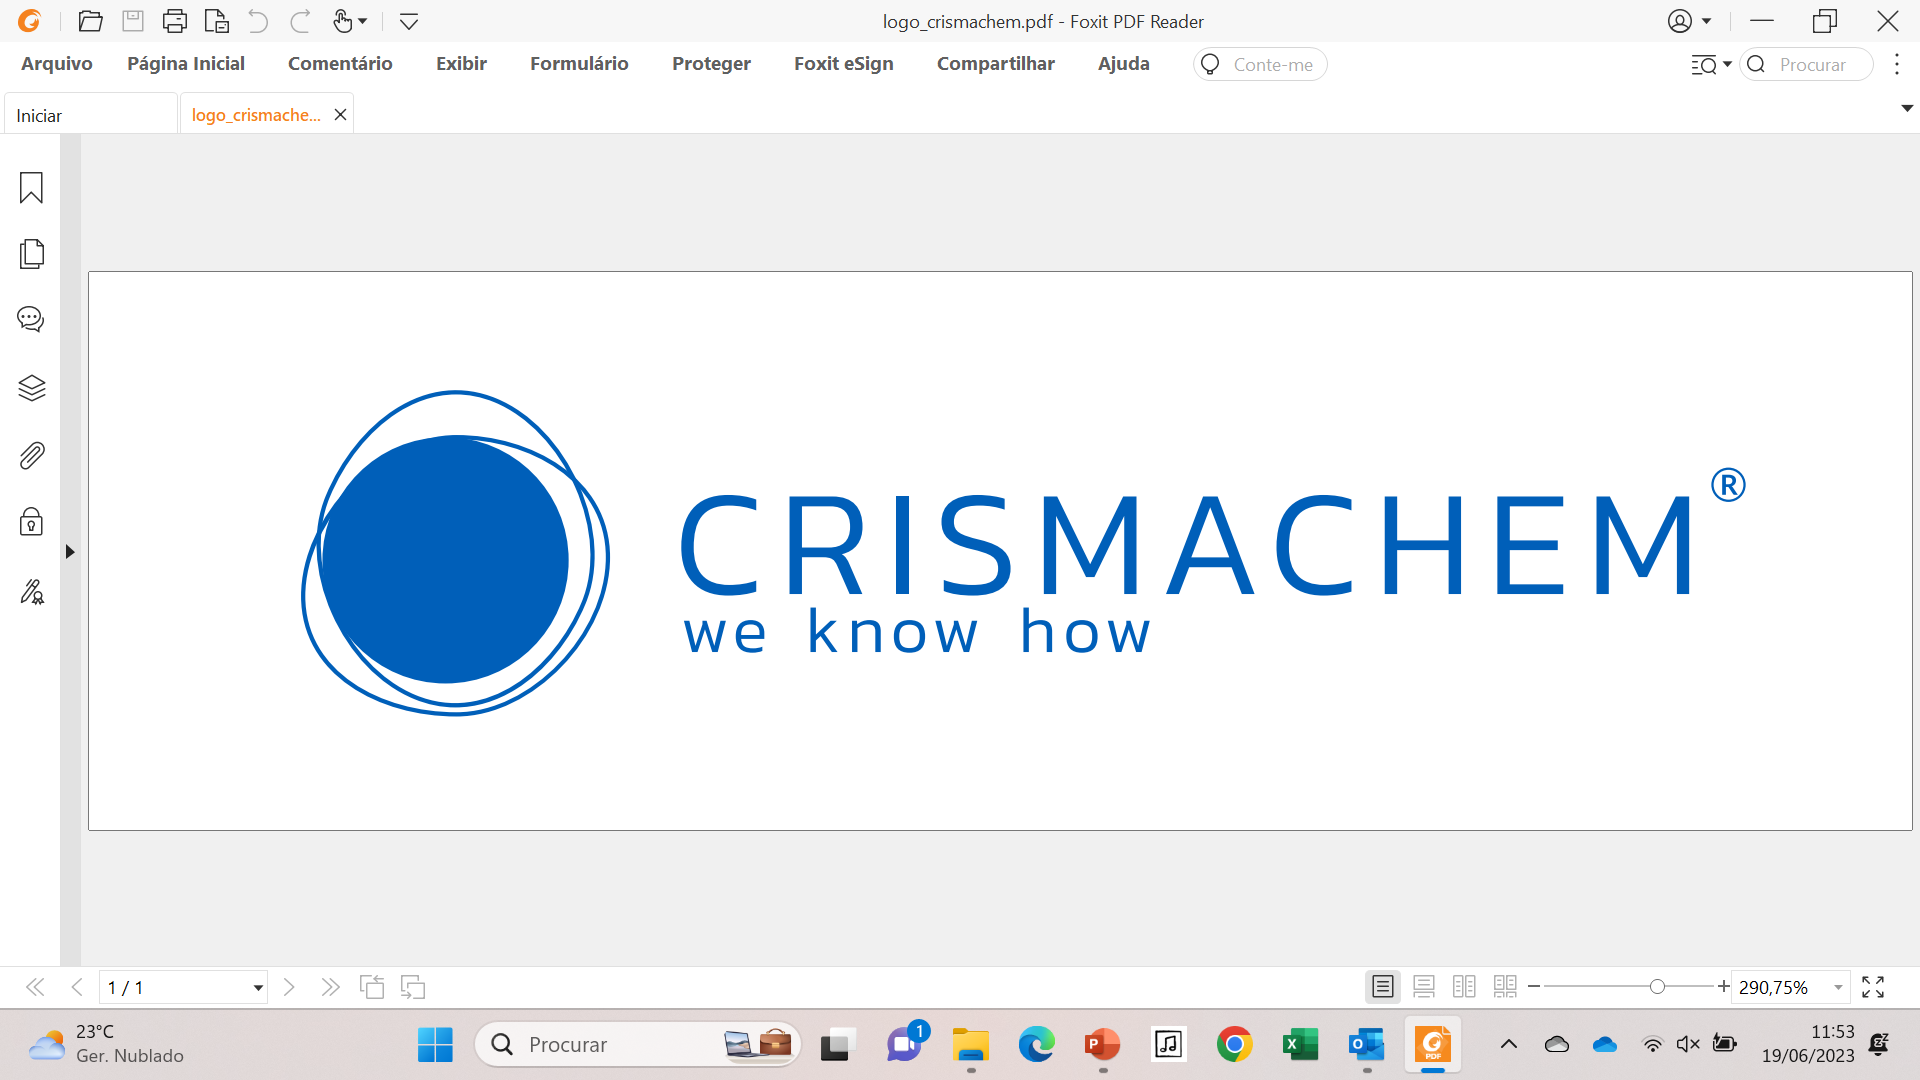 logo_crismachem.pdf - Foxit PDF Reader
Arquivo Página Inicial Comentário Exibir Formulário Proteger Foxit eSign Compartilhar Ajuda Conte-me Procurar
Iniciar logo_crismache...
CRISMACHEM®
we know how
1 / 1 290,75%
23°C
Ger. Nublado
Procurar
1
11:53
19/06/2023